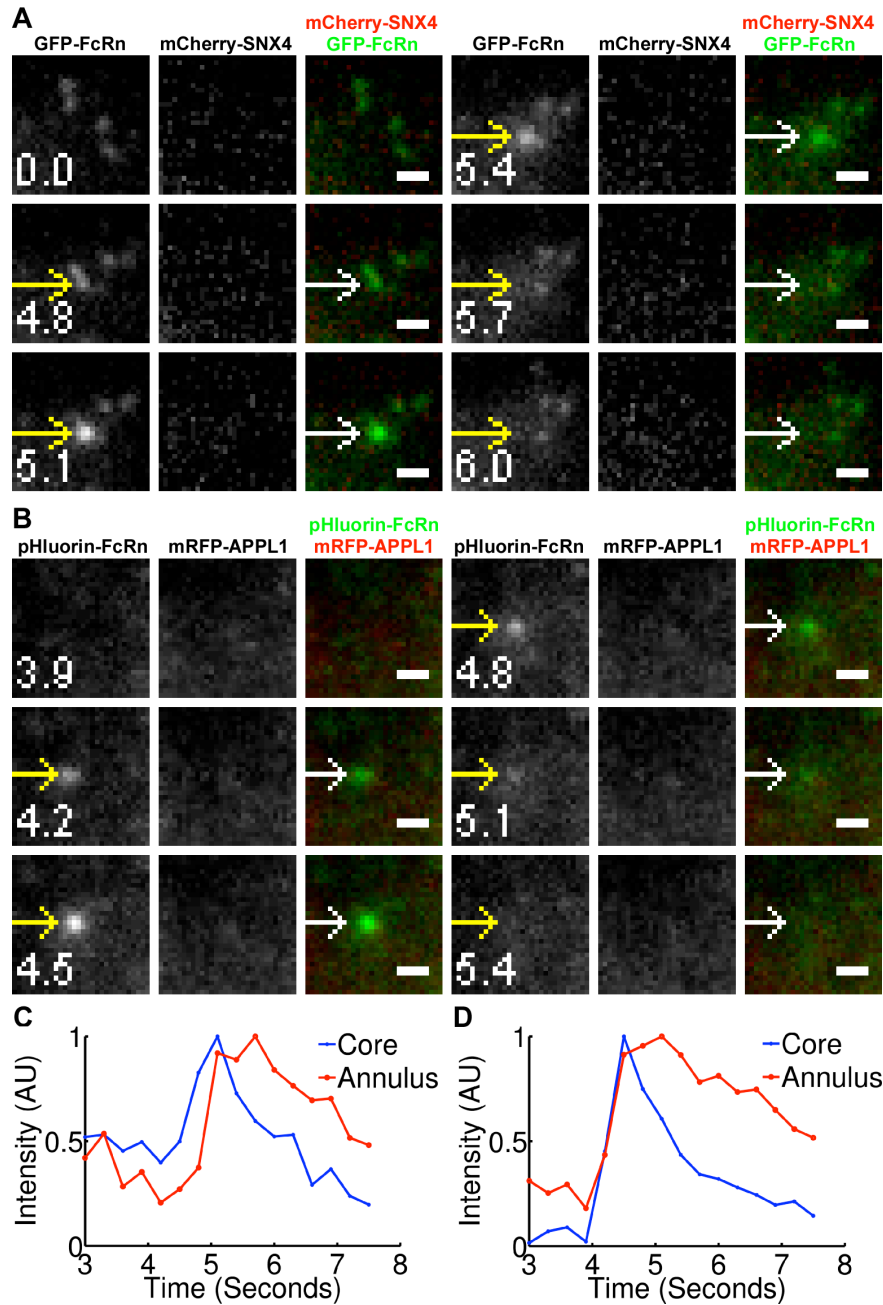 A
mCherry-SNX4 mCherry-SNX4
GFP-FcRn mCherry-SNX4 GFP-FcRn GFP-FcRn mCherry-SNX4 GFP-FcRn
0.0 5.4
4.8 5.7
5.1 6.0
B
pHluorin-FcRn pHluorin-FcRn
pHluorin-FcRn mRFP-APPL1 mRFP-APPL1 pHluorin-FcRn mRFP-APPL1 mRFP-APPL1
3.9 4.8
4.2 5.1
4.5 5.4
C
1
0.5
0
Intensity (AU)
Core
Annulus
3 4 5 6 7 8
Time (Seconds)
D
1
0.5
0
Intensity (AU)
Core
Annulus
3 4 5 6 7 8
Time (Seconds)